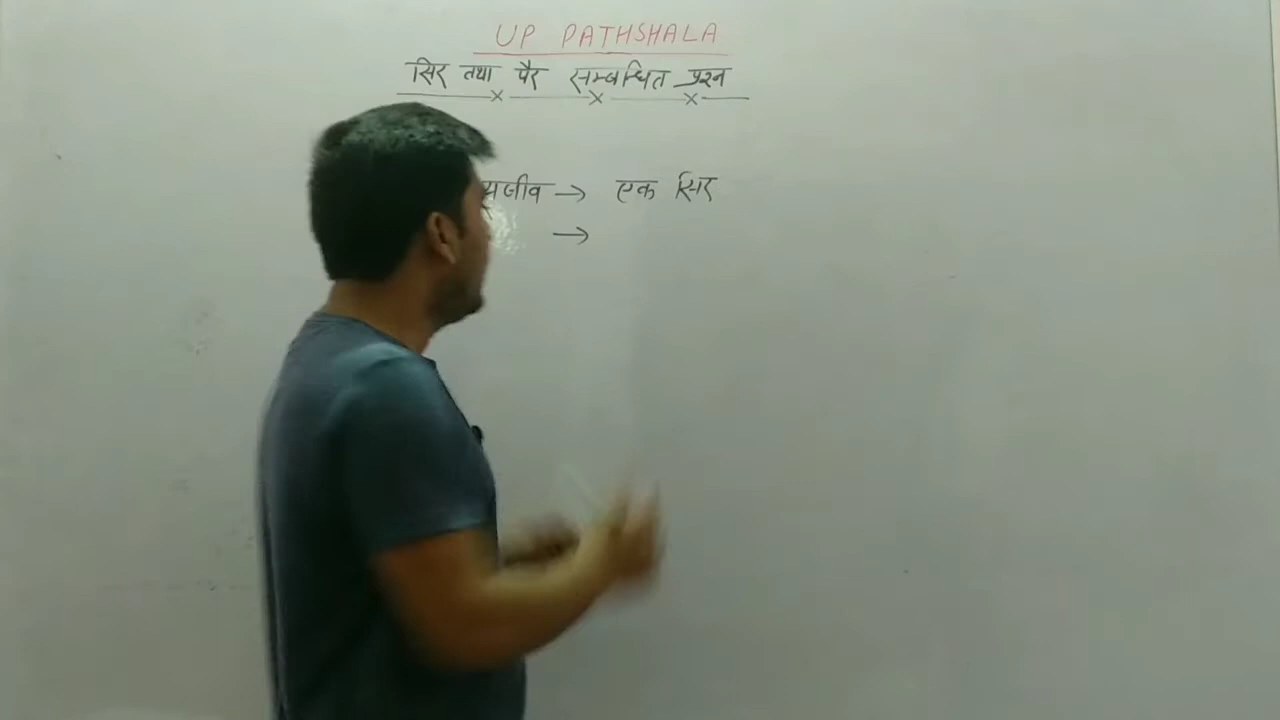 UP PATHSHALA
सिर तथा पैर सम्बन्धित प्रश्न
→ एक सिर
→